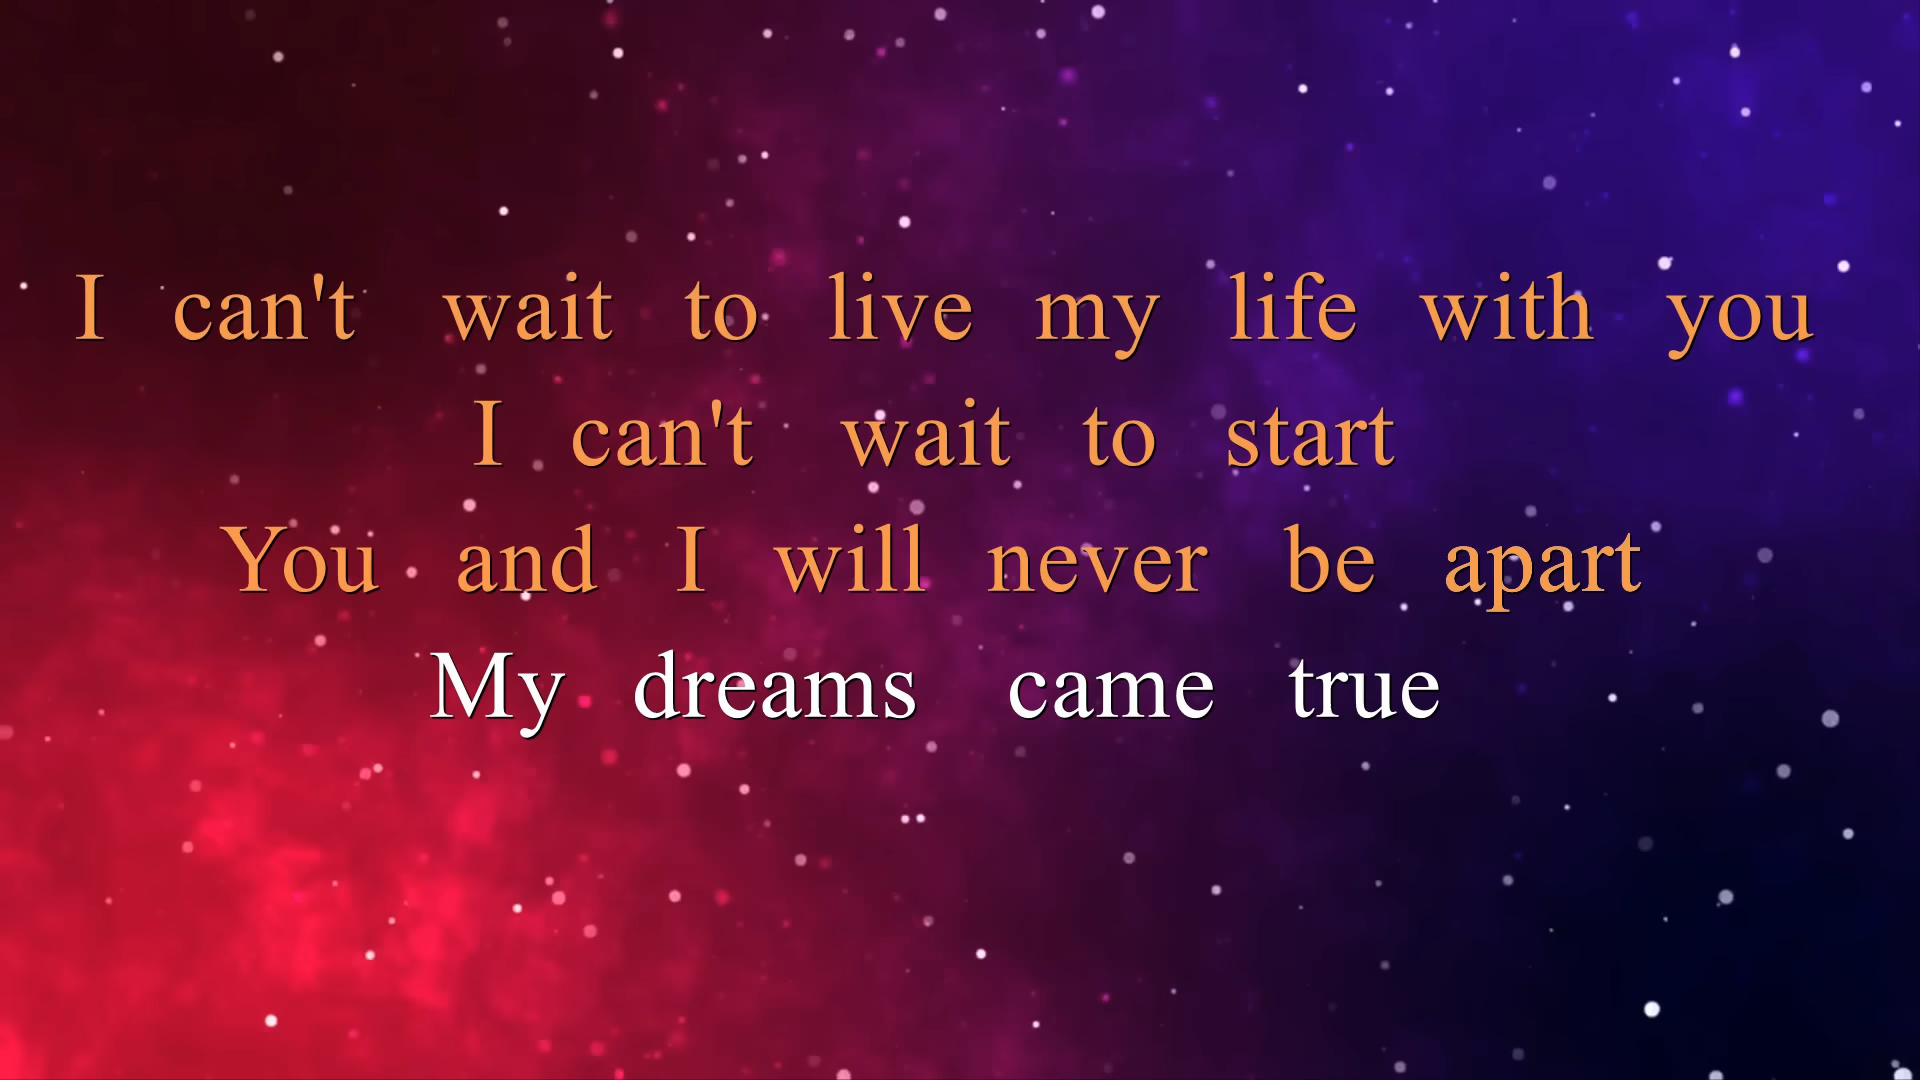 I can't wait to live my life with you
I can't wait to start
You and I will never be apart
My dreams came true